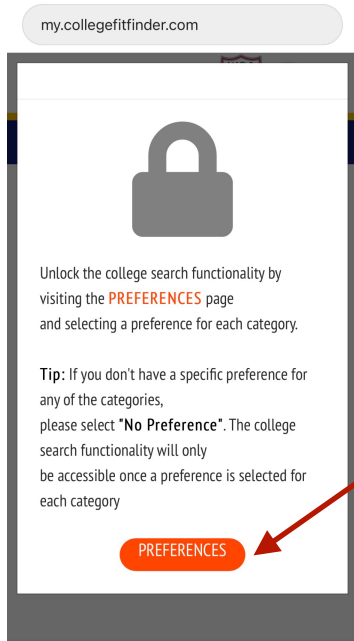 my.collegefitfinder.com
Unlock the college search functionality by
visiting the PREFERENCES page
and selecting a preference for each category.
Tip: If you don't have a specific preference for
any of the categories,
please select "No Preference". The college
search functionality will only
be accessible once a preference is selected for
each category
PREFERENCES